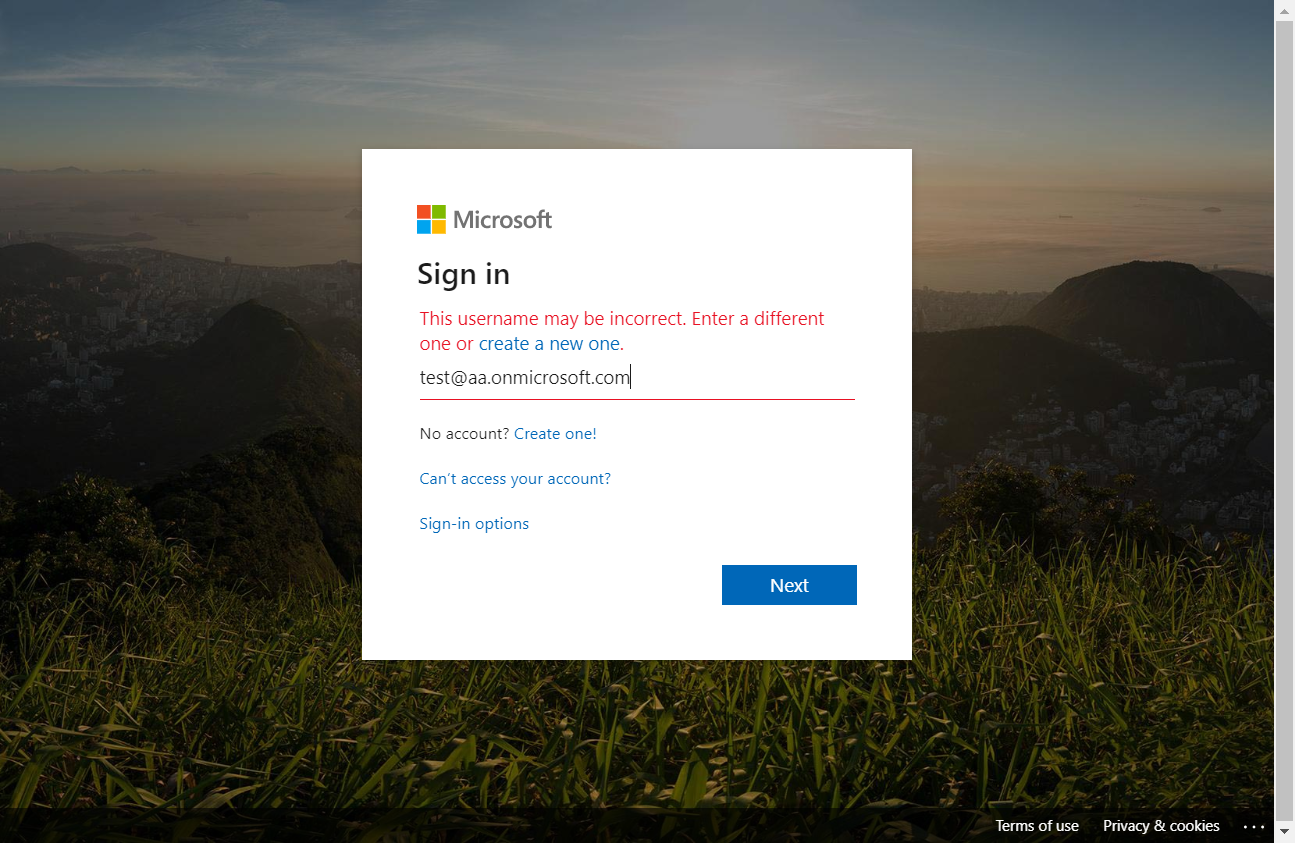 Microsoft
Sign in
This username may be incorrect. Enter a different
one or create a new one.
test@aa.onmicrosoft.com
No account? Create one!
Can't access your account?
Sign-in options
Next
Terms of use Privacy & cookies ...